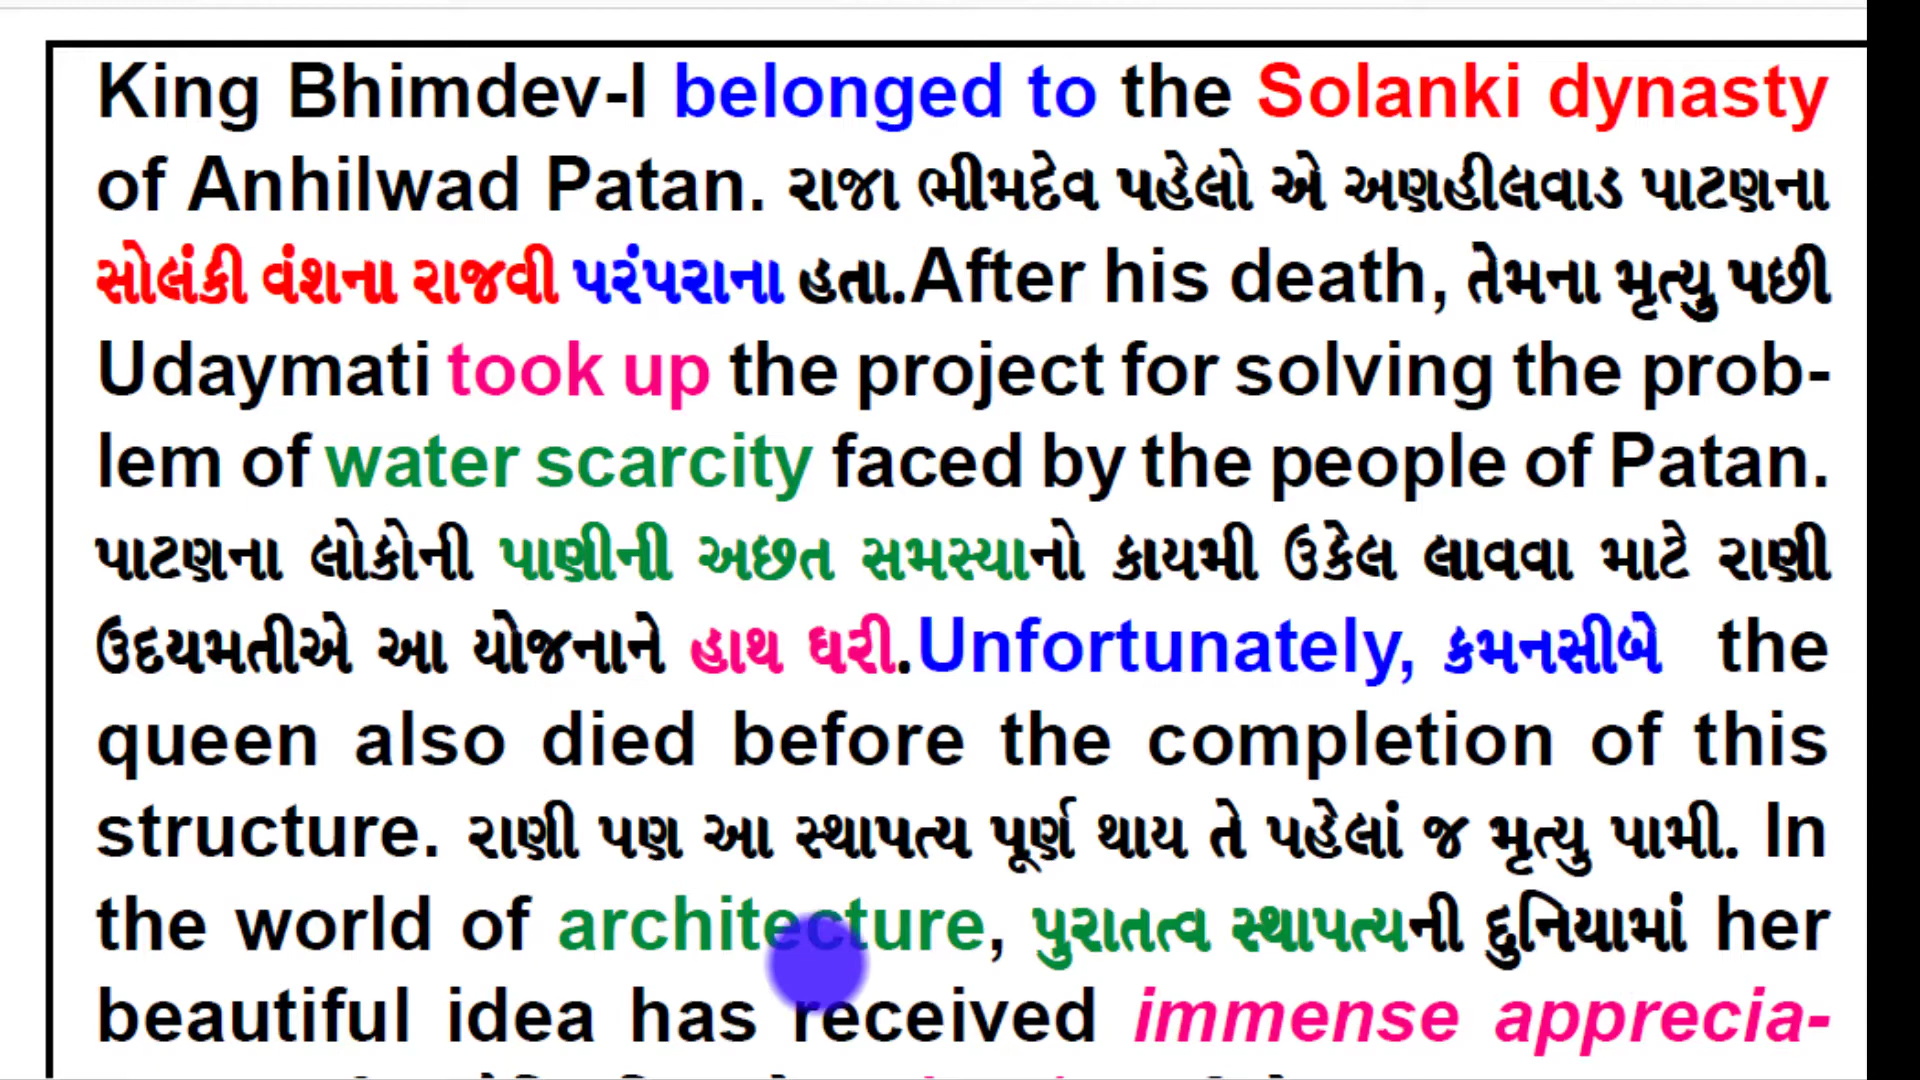 King Bhimdev-I belonged to the Solanki dynasty
of Anhilwad Patan. રાજા ભીમદેવ પહેલો એ અણહીલવાડ પાટણના
સોલંકી વંશના રાજવી પરંપરાના હતા.After his death, તેમના મૃત્યુ પછી
Udaymati took up the project for solving the prob-
lem of water scarcity faced by the people of Patan.
પાટણના લોકોની પાણીની અછત સમસ્યાનો કાયમી ઉકેલ લાવવા માટે રાણી
ઉદયમતીએ આ યોજનાને હાથ ધરી.Unfortunately, કમનસીબે the
queen also died before the completion of this
structure. રાણી પણ આ સ્થાપત્ય પૂર્ણ થાય તે પહેલાં જ મૃત્યુ પામી. In
the world of architecture, પુરાતત્વ સ્થાપત્યની દુનિયામાં her
beautiful idea has received immense apprecia-